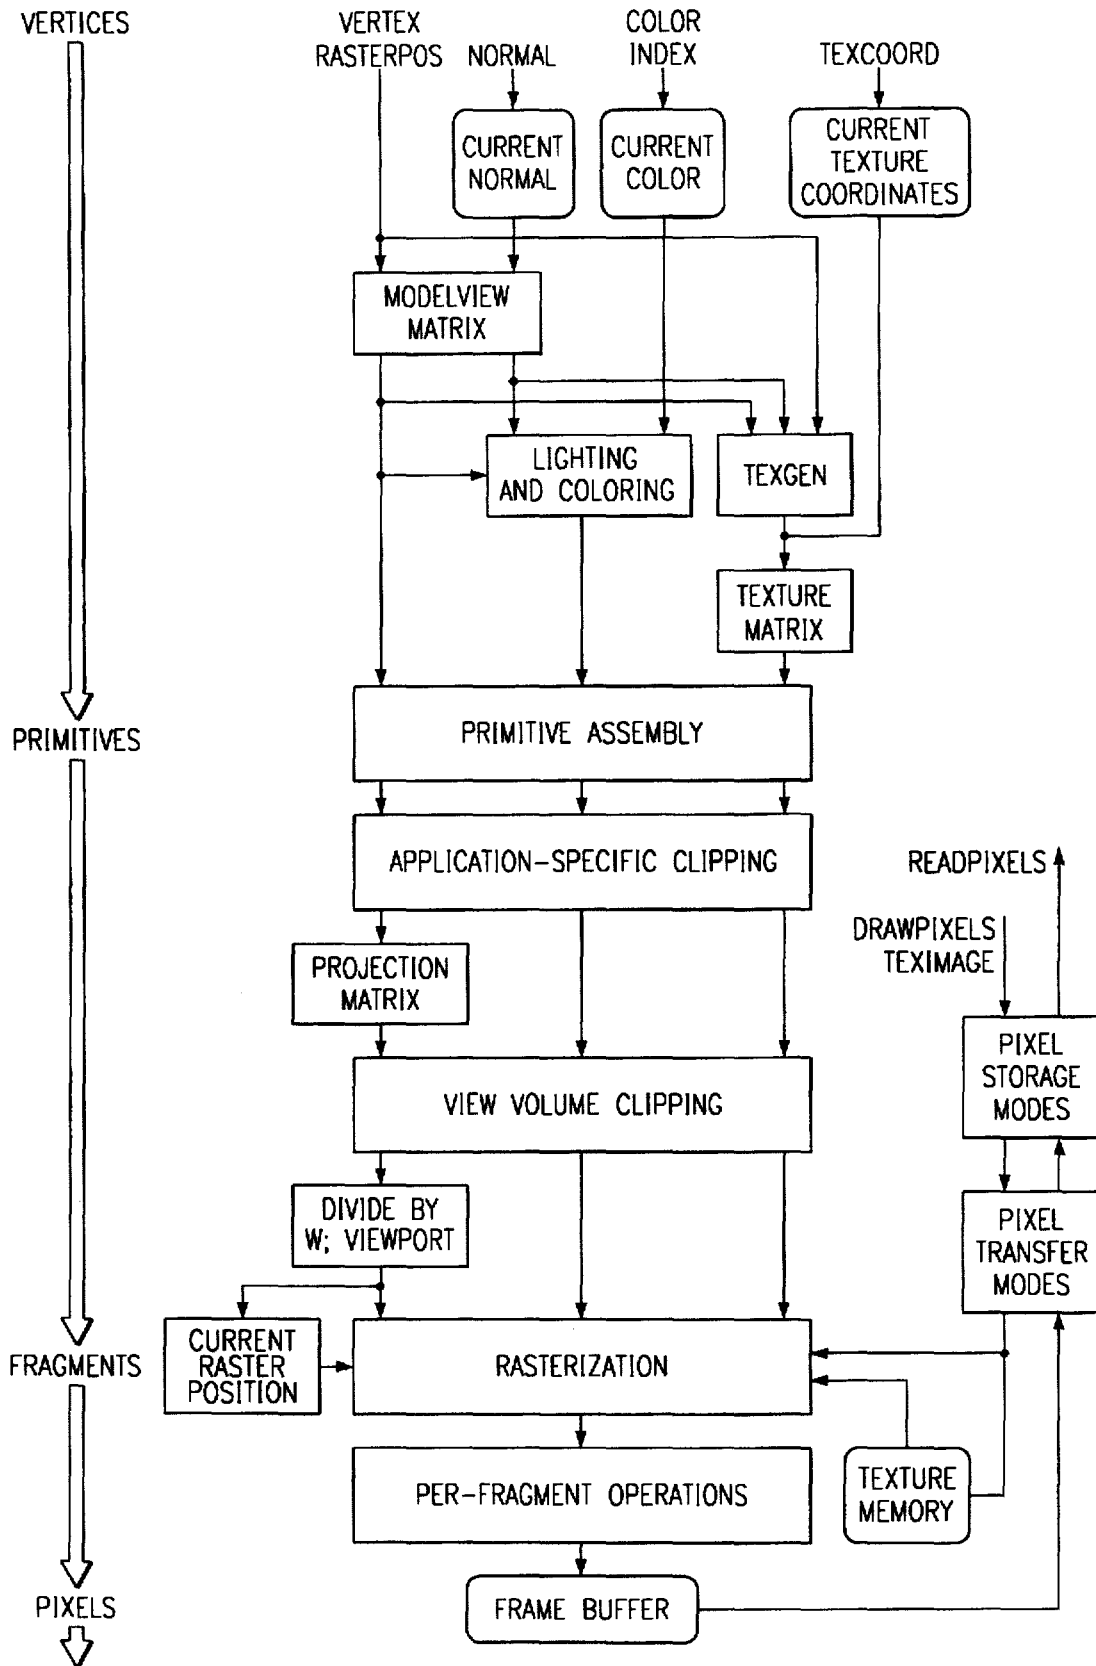 VERTICES
VERTEX
RASTERPOS
NORMAL
COLOR
INDEX
TEXCOORD
CURRENT
NORMAL
CURRENT
COLOR
CURRENT
TEXTURE
COORDINATES
MODELVIEW
MATRIX
LIGHTING
AND COLORING
TEXGEN
TEXTURE
MATRIX
PRIMITIVES
PRIMITIVE ASSEMBLY
APPLICATION-SPECIFIC CLIPPING
READPIXELS
DRAWPIXELS
TEXIMAGE
PROJECTION
MATRIX
PIXEL
STORAGE
MODES
VIEW VOLUME CLIPPING
DIVIDE BY
W; VIEWPORT
PIXEL
TRANSFER
MODES
FRAGMENTS
CURRENT
RASTER
POSITION
RASTERIZATION
PER-FRAGMENT OPERATIONS
TEXTURE
MEMORY
PIXELS
FRAME BUFFER